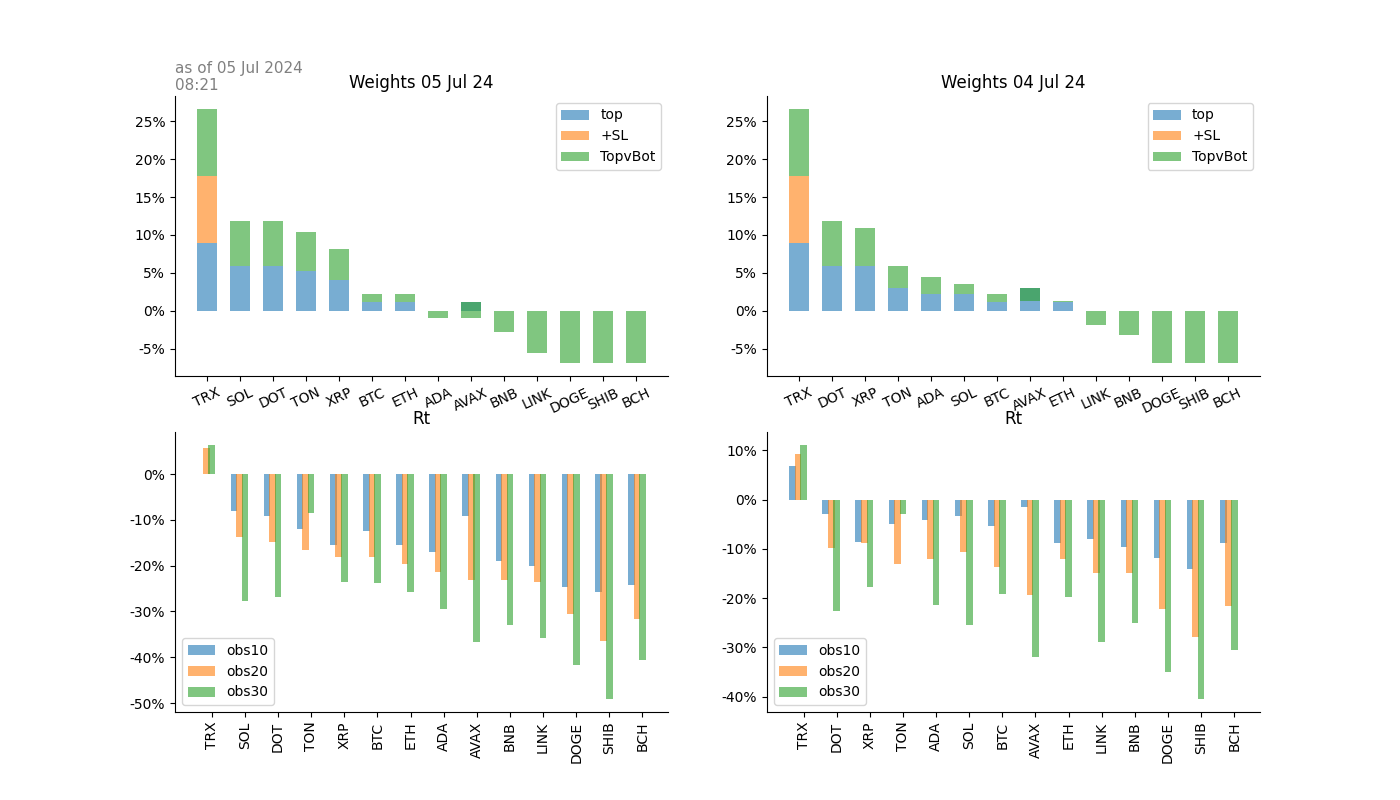 as of 05 Jul 2024
08:21
Weights 05 Jul 24
25%
20%
15%
10%
5%
0%
-5%
top
+SL
TopvBot
TRX SOL DOT TON XRP BTC ETH ADA AVAX BNB LINK DOGE SHIB BCH
Weights 04 Jul 24
25%
20%
15%
10%
5%
0%
-5%
top
+SL
TopvBot
TRX DOT XRP TON ADA SOL BTC AVAX ETH LINK BNB DOGE SHIB BCH
Rt
0%
-10%
-20%
-30%
-40%
-50%
obs10
obs20
obs30
TRX SOL DOT TON XRP BTC ETH ADA AVAX BNB LINK DOGE SHIB BCH
Rt
10%
0%
-10%
-20%
-30%
-40%
obs10
obs20
obs30
TRX DOT XRP TON ADA SOL BTC AVAX ETH LINK BNB DOGE SHIB BCH